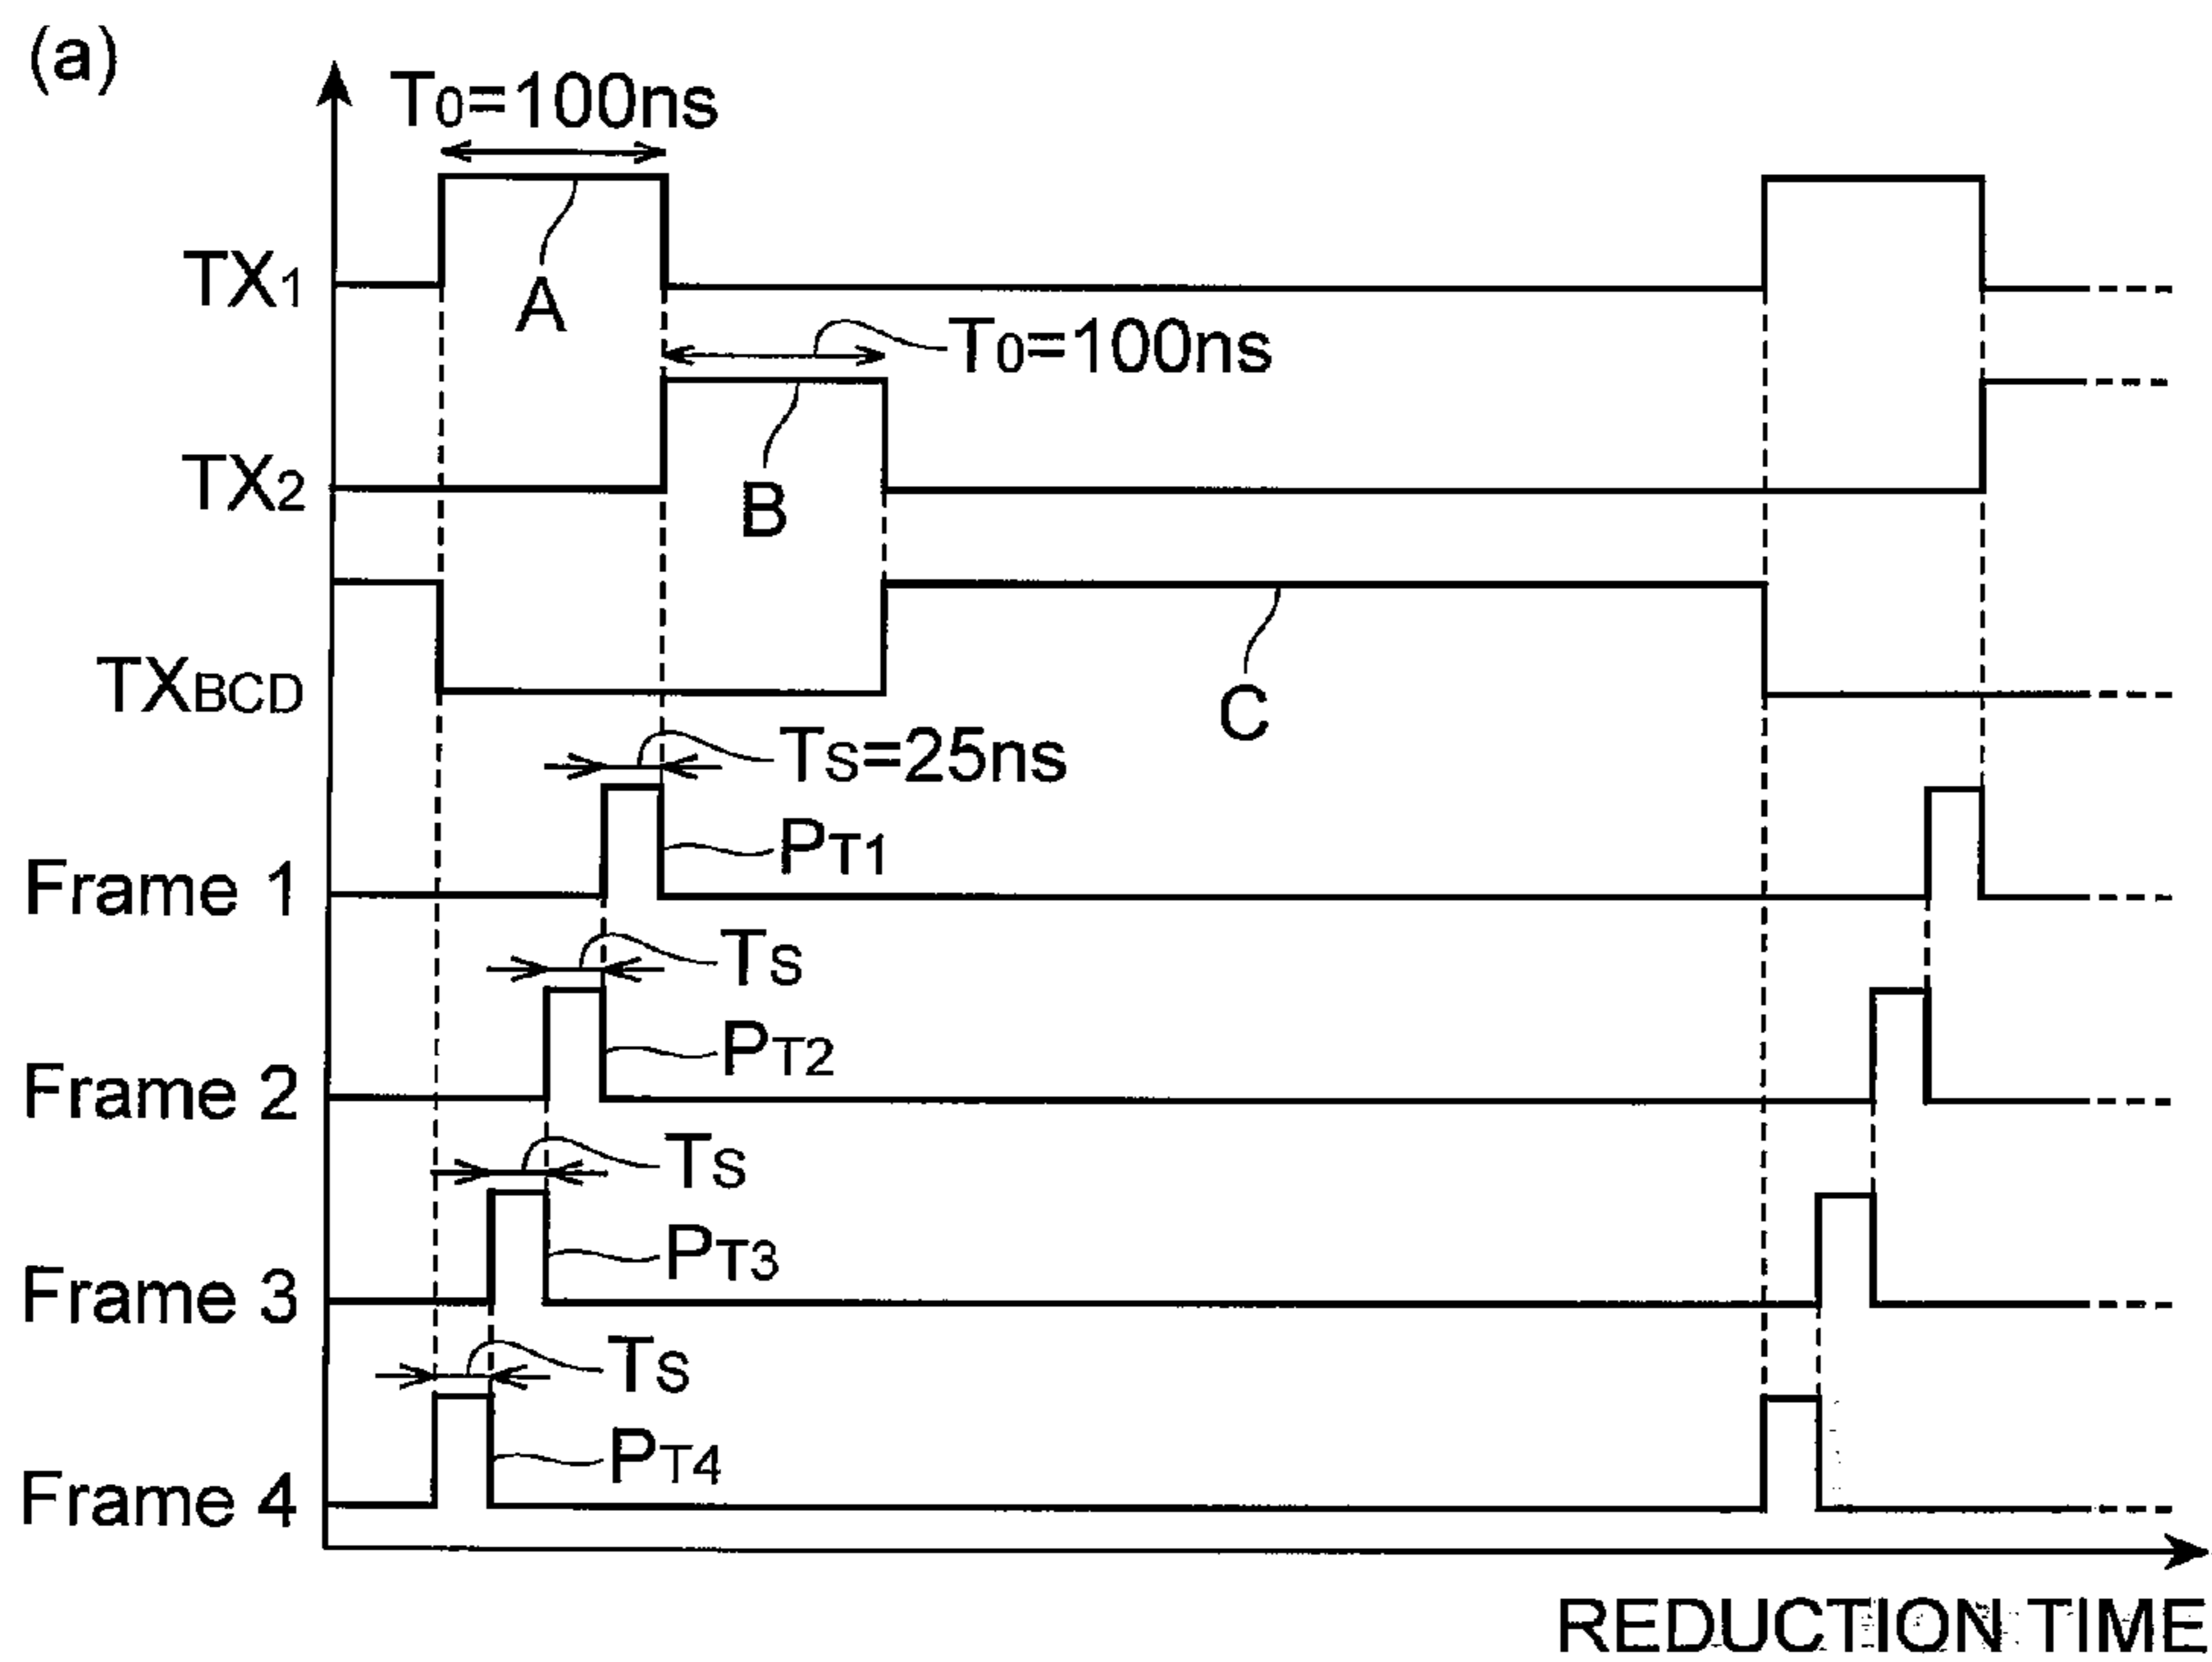 (a)
T0=100ns
TX1
A
T0=100ns
TX2
B
TXBCD
C
TS=25ns
PT1
Frame 1
TS
PT2
Frame 2
TS
PT3
Frame 3
TS
PT4
Frame 4
REDUCTION TIME